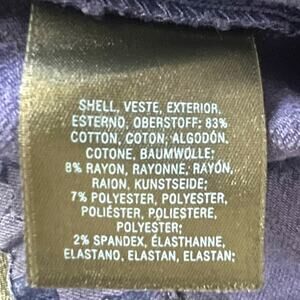 SHELL, VESTE, EXTERIOR,
ESTERNO, OBERSTOFF; 83%
COTTON, COTON, ALGODÓN,
COTONE, BAUMWOLLE;
8% RAYON, RAYONNE, RAYÓN,
RAION, KUNSTSEIDE;
7% POLYESTER, POLYESTER,
POLIÉSTER, POLIESTERE,
POLYESTER;
2% SPANDEX, ÉLASTHANNE,
ELASTANO, ELASTAN, ELASTAN;